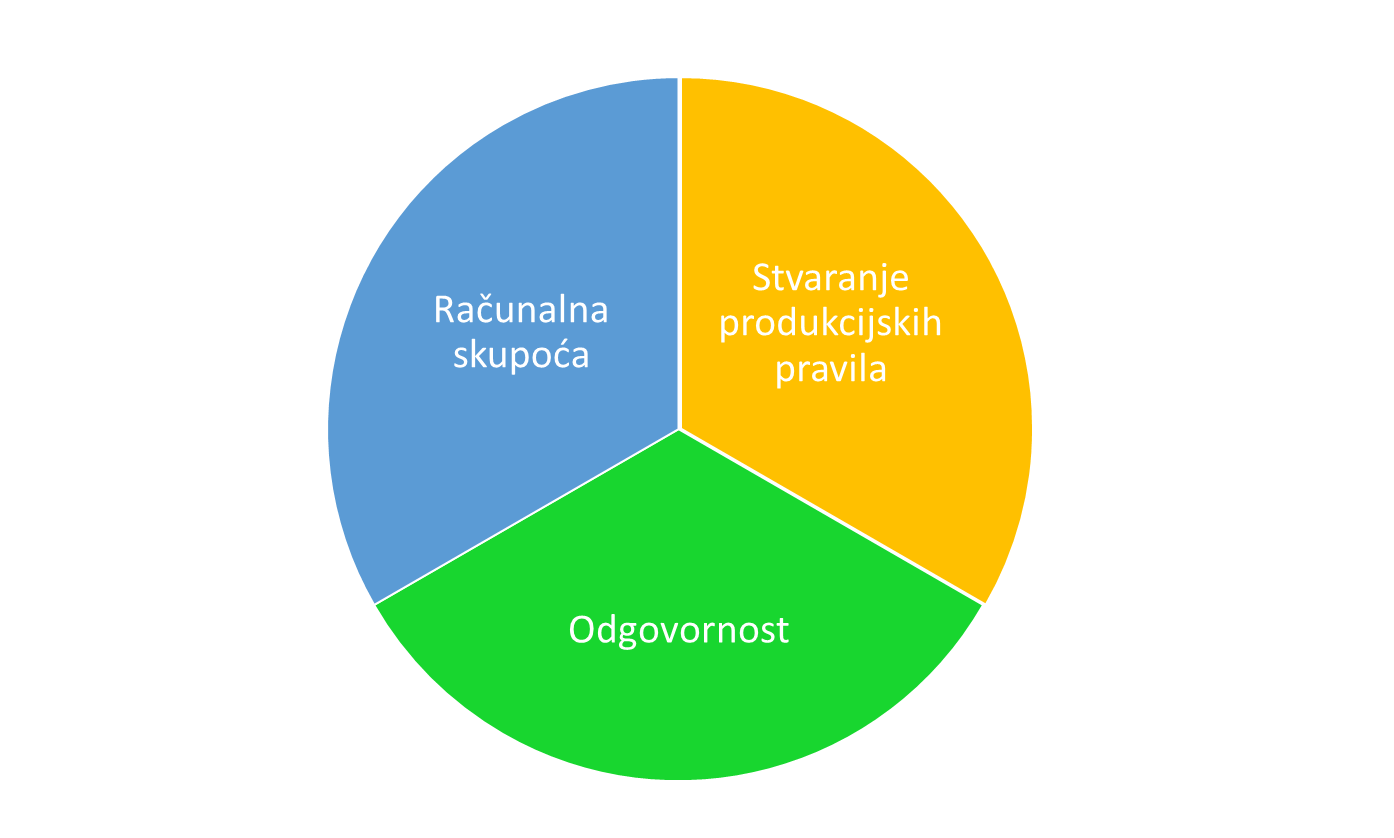 Računalna
skupoća
Stvaranje
produkcijskih
pravila
Odgovornost